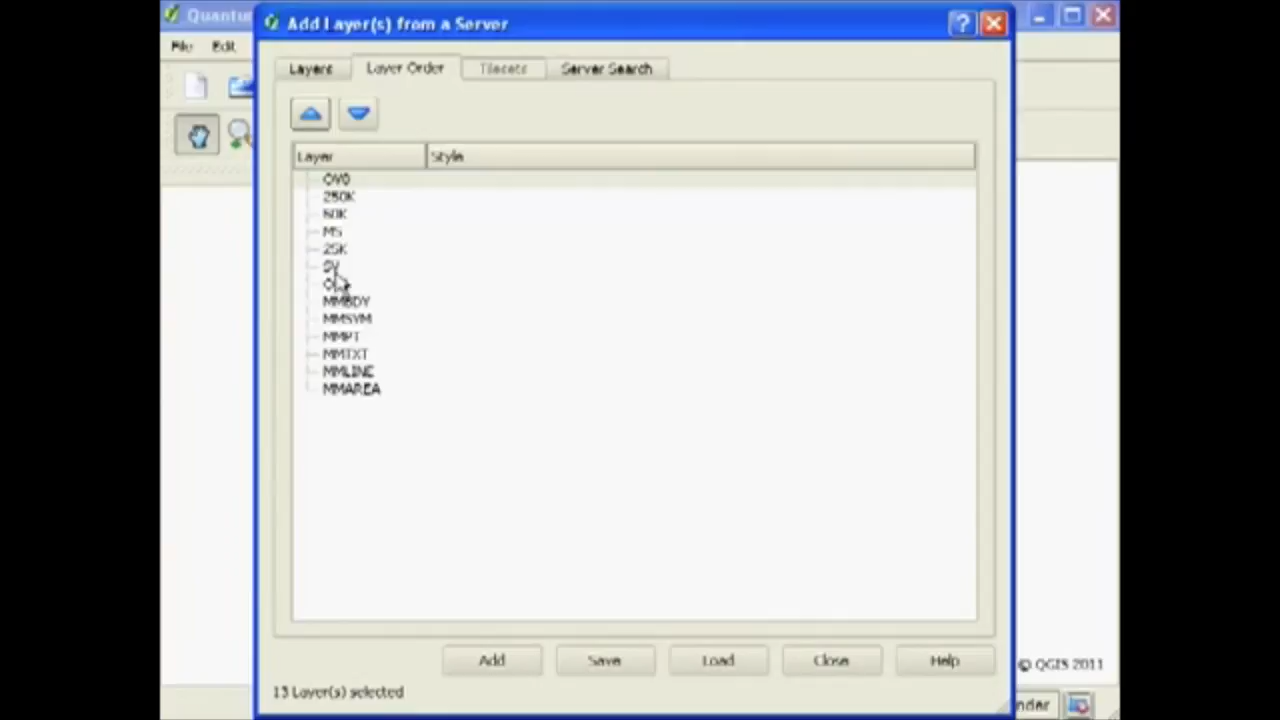 Add Layer(s) from a Server
File Edit
Layers Layer Order Tilesets Server Search
Layer Style
OV0
250K
50K
MS
25K
SV
MMBDY
MMSYM
MMPT
MMTXT
MMLINE
MMAREA
Add Save Load Close Help
© QGIS 2011
13 Layer(s) selected